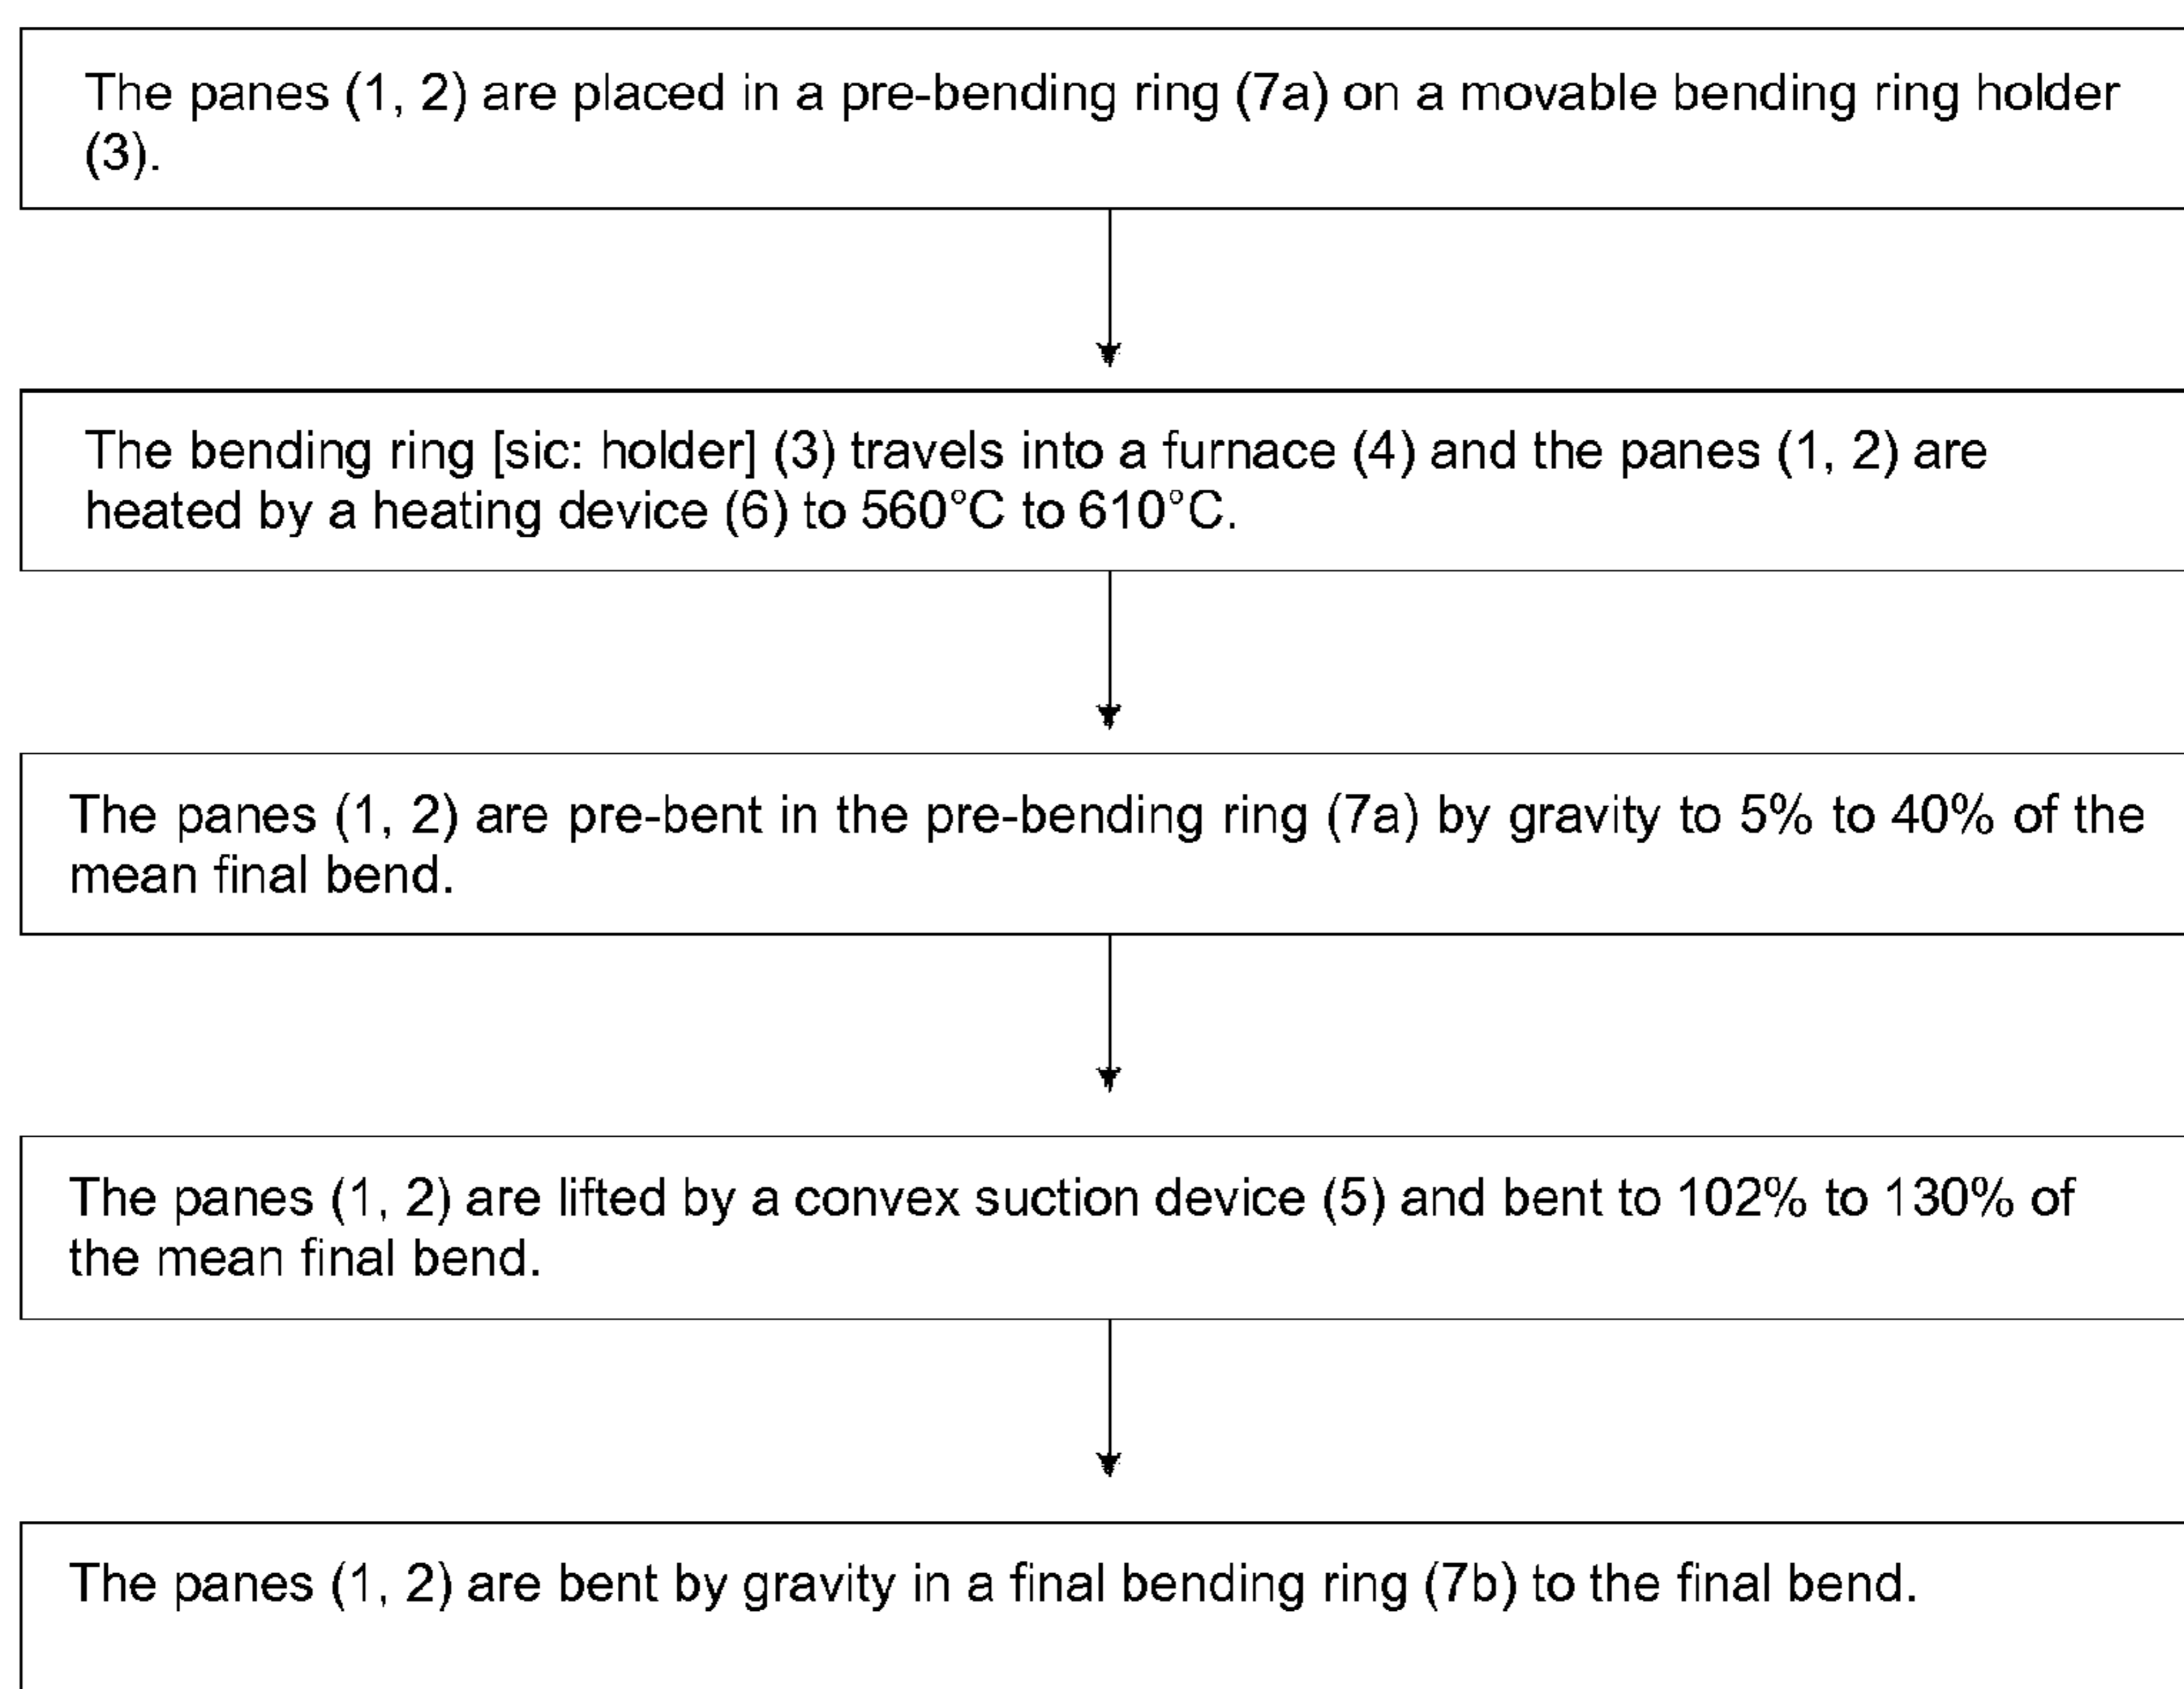 The panes (1, 2) are placed in a pre-bending ring (7a) on a movable bending ring holder
(3).
The bending ring [sic: holder] (3) travels into a furnace (4) and the panes (1, 2) are
heated by a heating device (6) to 560°C to 610°C.
The panes (1, 2) are pre-bent in the pre-bending ring (7a) by gravity to 5% to 40% of the
mean final bend.
The panes (1, 2) are lifted by a convex suction device (5) and bent to 102% to 130% of
the mean final bend.
The panes (1, 2) are bent by gravity in a final bending ring (7b) to the final bend.